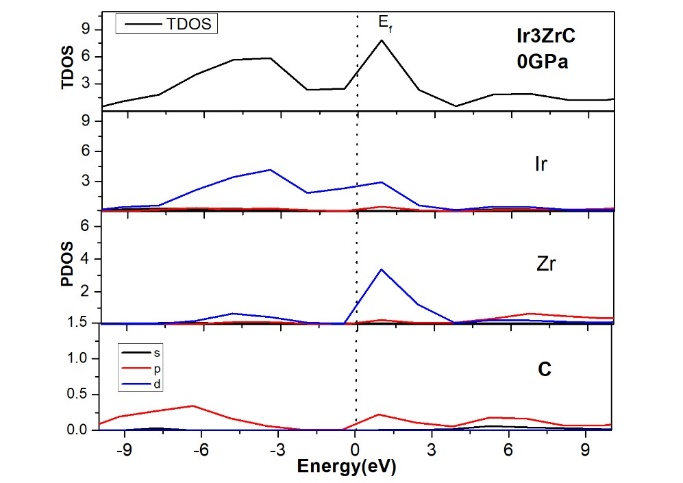 TDOS
E_f
Ir3ZrC
0GPa
TDOS
9
6
3
9
6
3
Ir
PDOS
6
4
2
Zr
1.5
s
p
d
C
1.0
0.5
0.0
-9 -6 -3 0 3 6 9
Energy(eV)